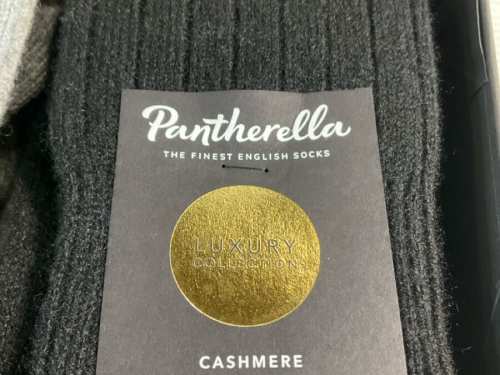 Pantherella
THE FINEST ENGLISH SOCKS
LUXURY
COLLECTION
CASHMERE